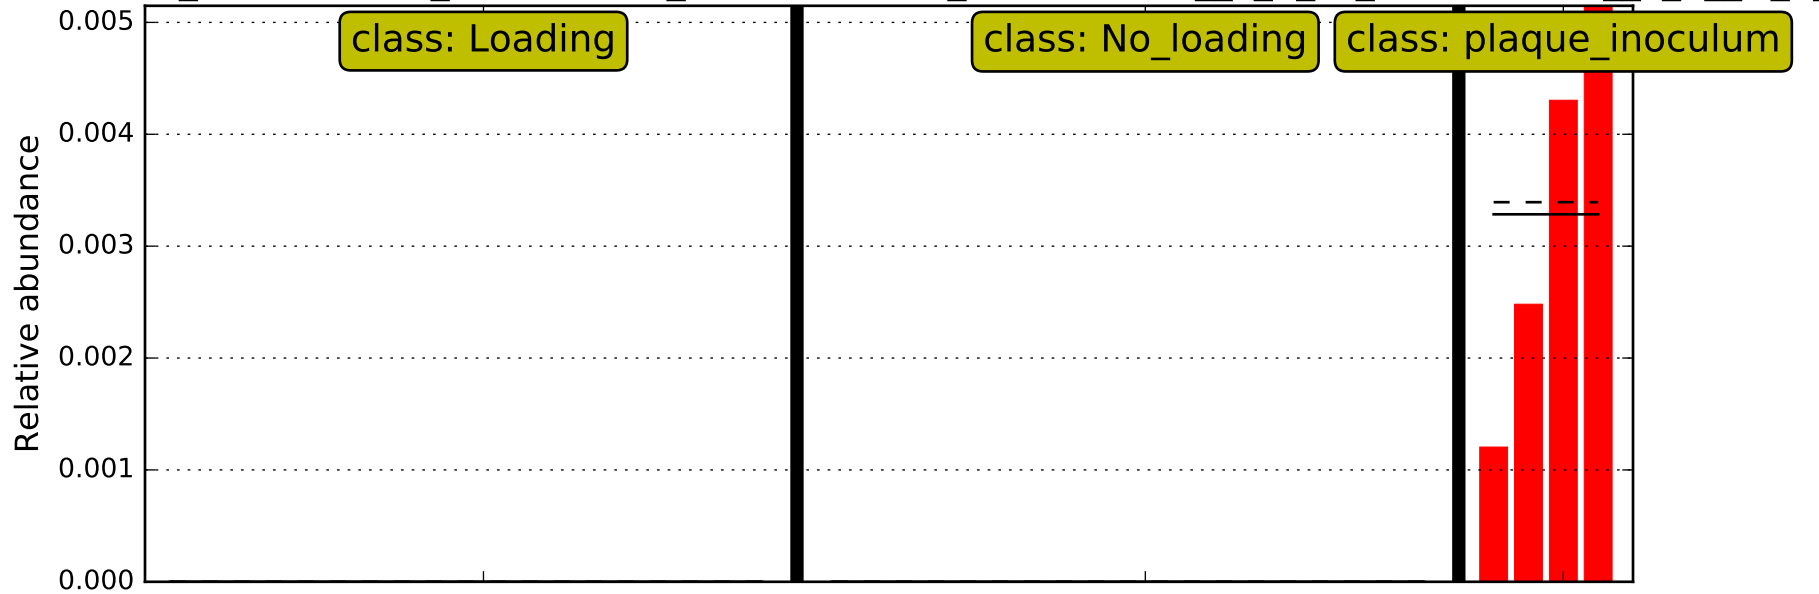 0.005
class: Loading
class: No_loading
class: plaque_inoculum
0.004
0.003
0.002
0.001
0.000
Relative abundance